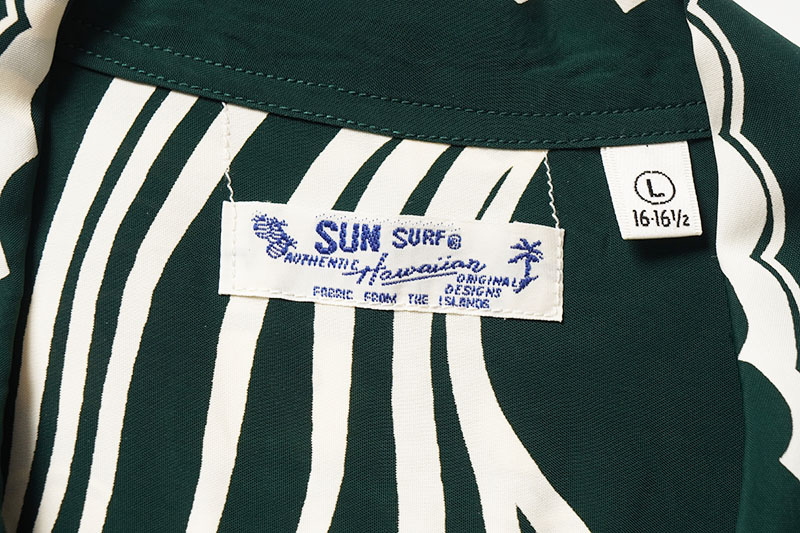 SUN SURF®
AUTHENTIC Hawaiian ORIGINAL
DESIGNS
FABRIC FROM THE ISLANDS
L
16-16½